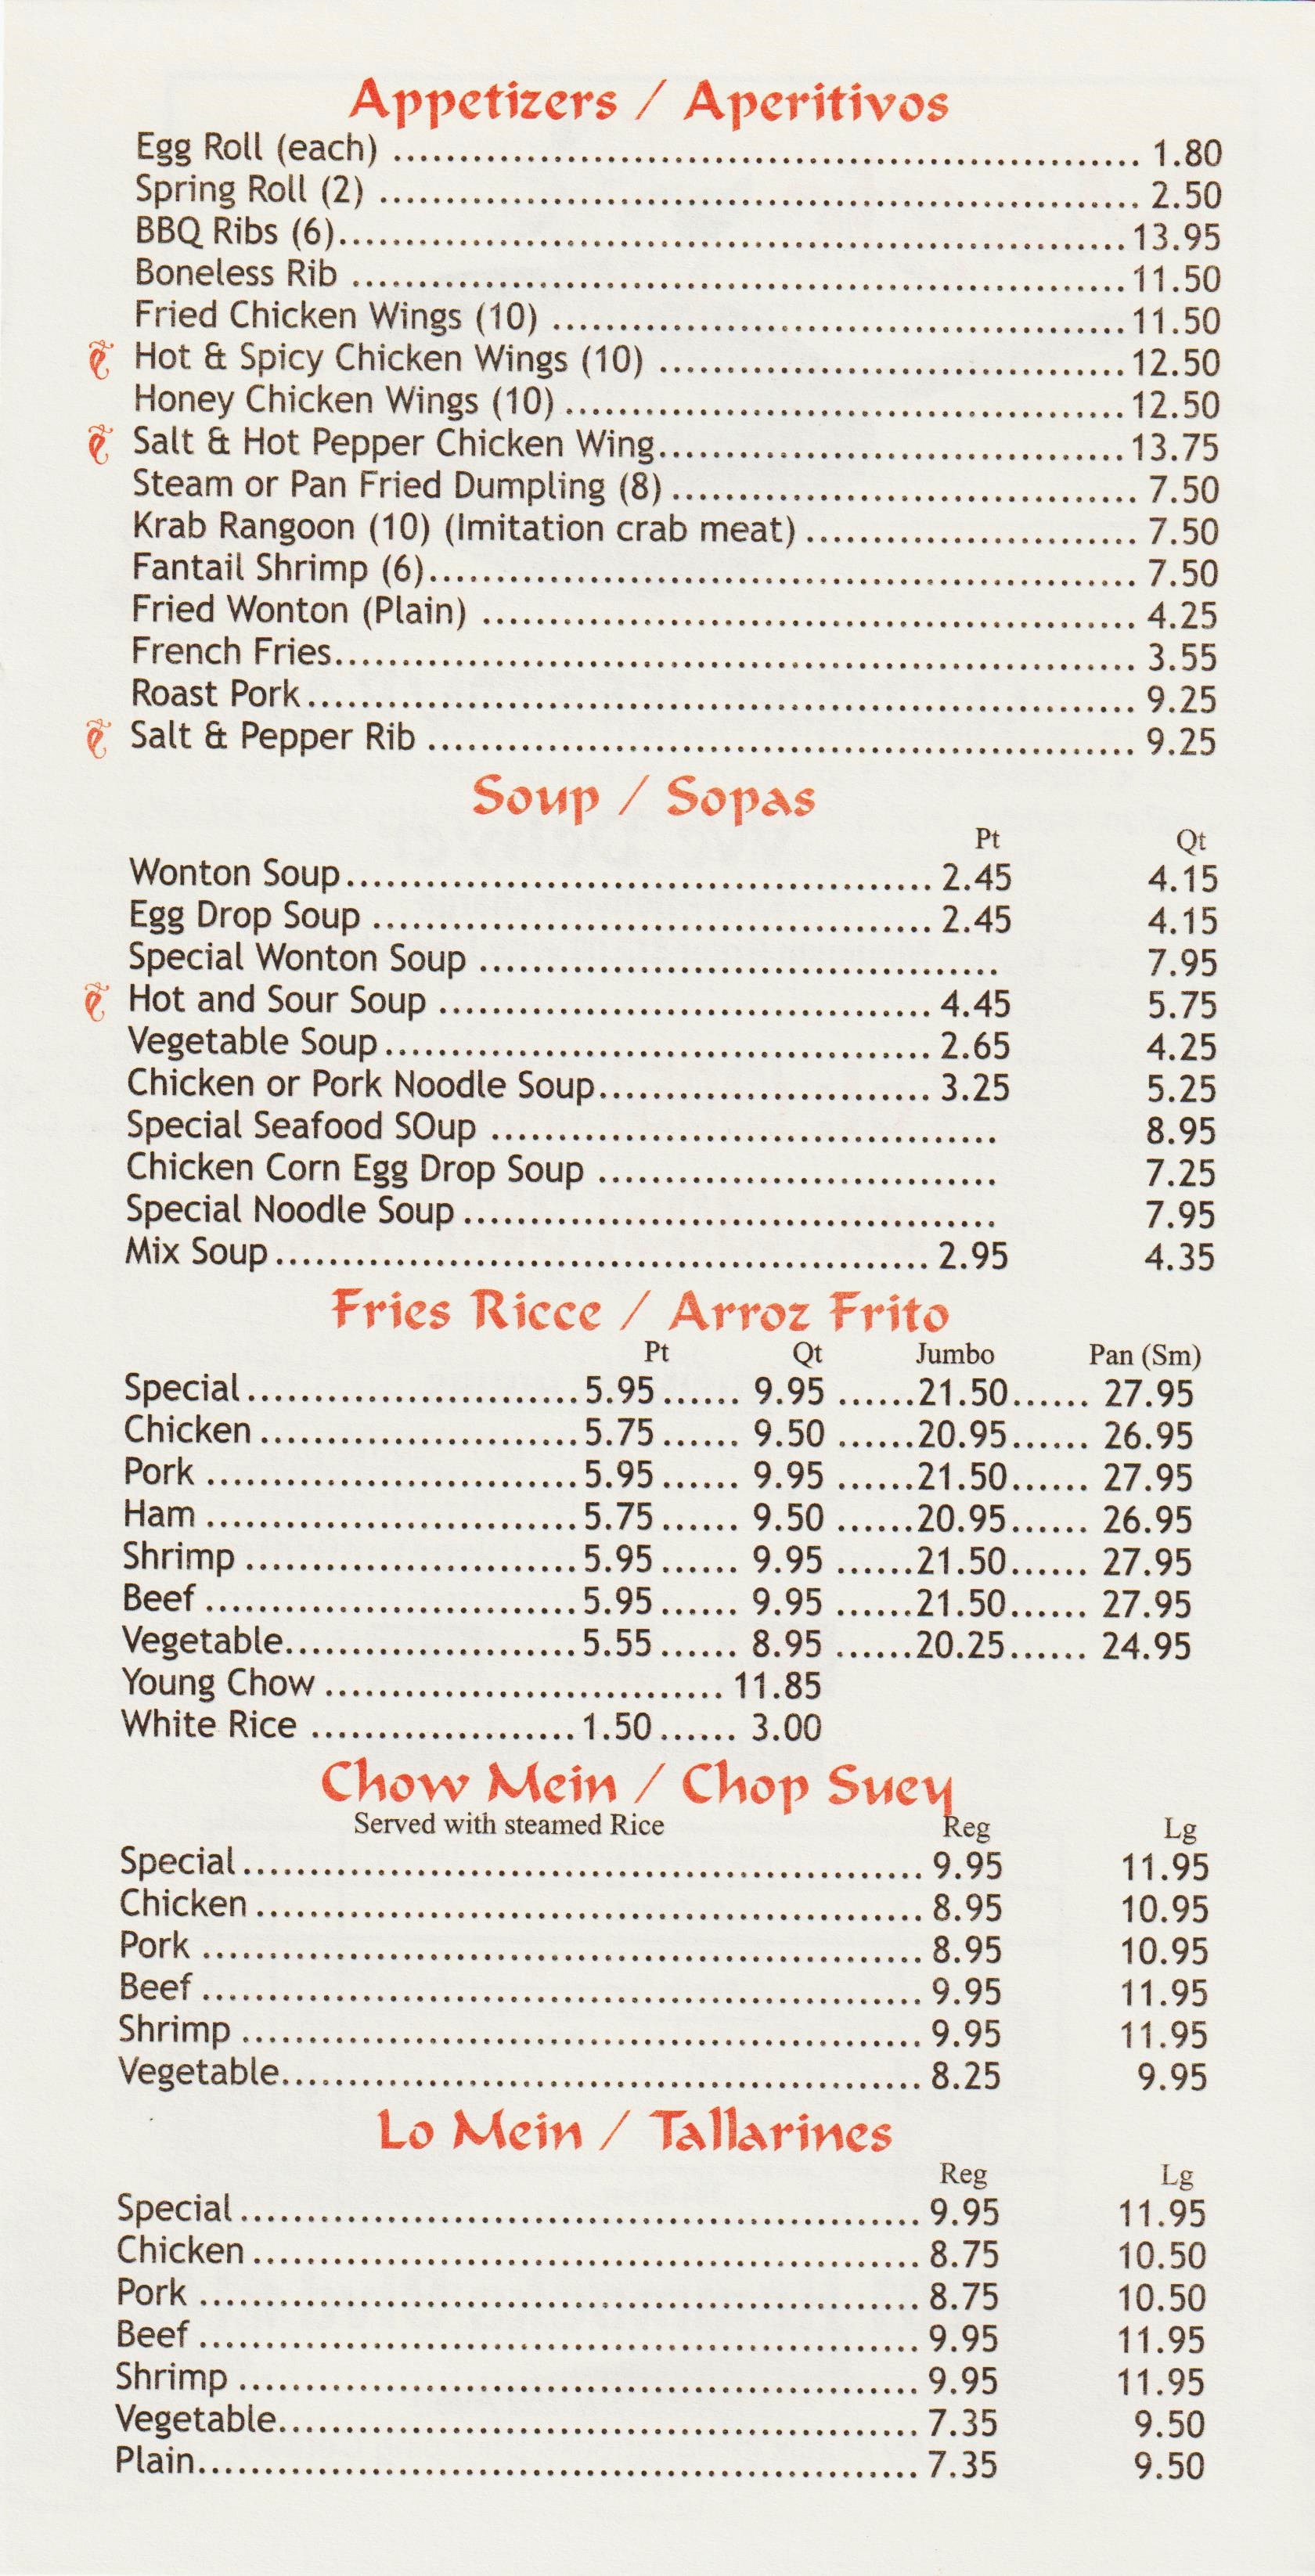 Appetizers / Aperitivos
Egg Roll (each) ........................................................ 1.80
Spring Roll (2) ......................................................... 2.50
BBQ Ribs (6)........................................................... 13.95
Boneless Rib .......................................................... 11.50
Fried Chicken Wings (10) ........................................... 11.50
Hot & Spicy Chicken Wings (10) ................................... 12.50
Honey Chicken Wings (10) .......................................... 12.50
Salt & Hot Pepper Chicken Wing................................... 13.75
Steam or Pan Fried Dumpling (8) ................................... 7.50
Krab Rangoon (10) (Imitation crab meat) ......................... 7.50
Fantail Shrimp (6)..................................................... 7.50
Fried Wonton (Plain) ................................................. 4.25
French Fries............................................................ 3.55
Roast Pork.............................................................. 9.25
Salt & Pepper Rib ..................................................... 9.25
Soup / Sopas
Pt Qt
Wonton Soup............................................ 2.45 4.15
Egg Drop Soup .......................................... 2.45 4.15
Special Wonton Soup ....................................... 7.95
Hot and Sour Soup ..................................... 4.45 5.75
Vegetable Soup......................................... 2.65 4.25
Chicken or Pork Noodle Soup......................... 3.25 5.25
Special Seafood SOup ...................................... 8.95
Chicken Corn Egg Drop Soup .............................. 7.25
Special Noodle Soup........................................ 7.95
Mix Soup................................................. 2.95 4.35
Fries Ricce / Arroz Frito
Pt Qt Jumbo Pan (Sm)
Special.........................5.95...... 9.95 ......21.50...... 27.95
Chicken ........................5.75...... 9.50 ......20.95...... 26.95
Pork ............................5.95...... 9.95 ......21.50...... 27.95
Ham ............................5.75...... 9.50 ......20.95...... 26.95
Shrimp .........................5.95...... 9.95 ......21.50...... 27.95
Beef ............................5.95...... 9.95 ......21.50...... 27.95
Vegetable......................5.55...... 8.95 ......20.25...... 24.95
Young Chow .............................. 11.85
White Rice ....................1.50...... 3.00
Chow Mein / Chop Suey
Served with steamed Rice Reg Lg
Special................................................... 9.95 11.95
Chicken.................................................. 8.95 10.95
Pork ...................................................... 8.95 10.95
Beef ...................................................... 9.95 11.95
Shrimp ................................................... 9.95 11.95
Vegetable................................................ 8.25 9.95
Lo Mein / Tallarines
Reg Lg
Special................................................... 9.95 11.95
Chicken.................................................. 8.75 10.50
Pork ...................................................... 8.75 10.50
Beef ...................................................... 9.95 11.95
Shrimp ................................................... 9.95 11.95
Vegetable................................................ 7.35 9.50
Plain...................................................... 7.35 9.50